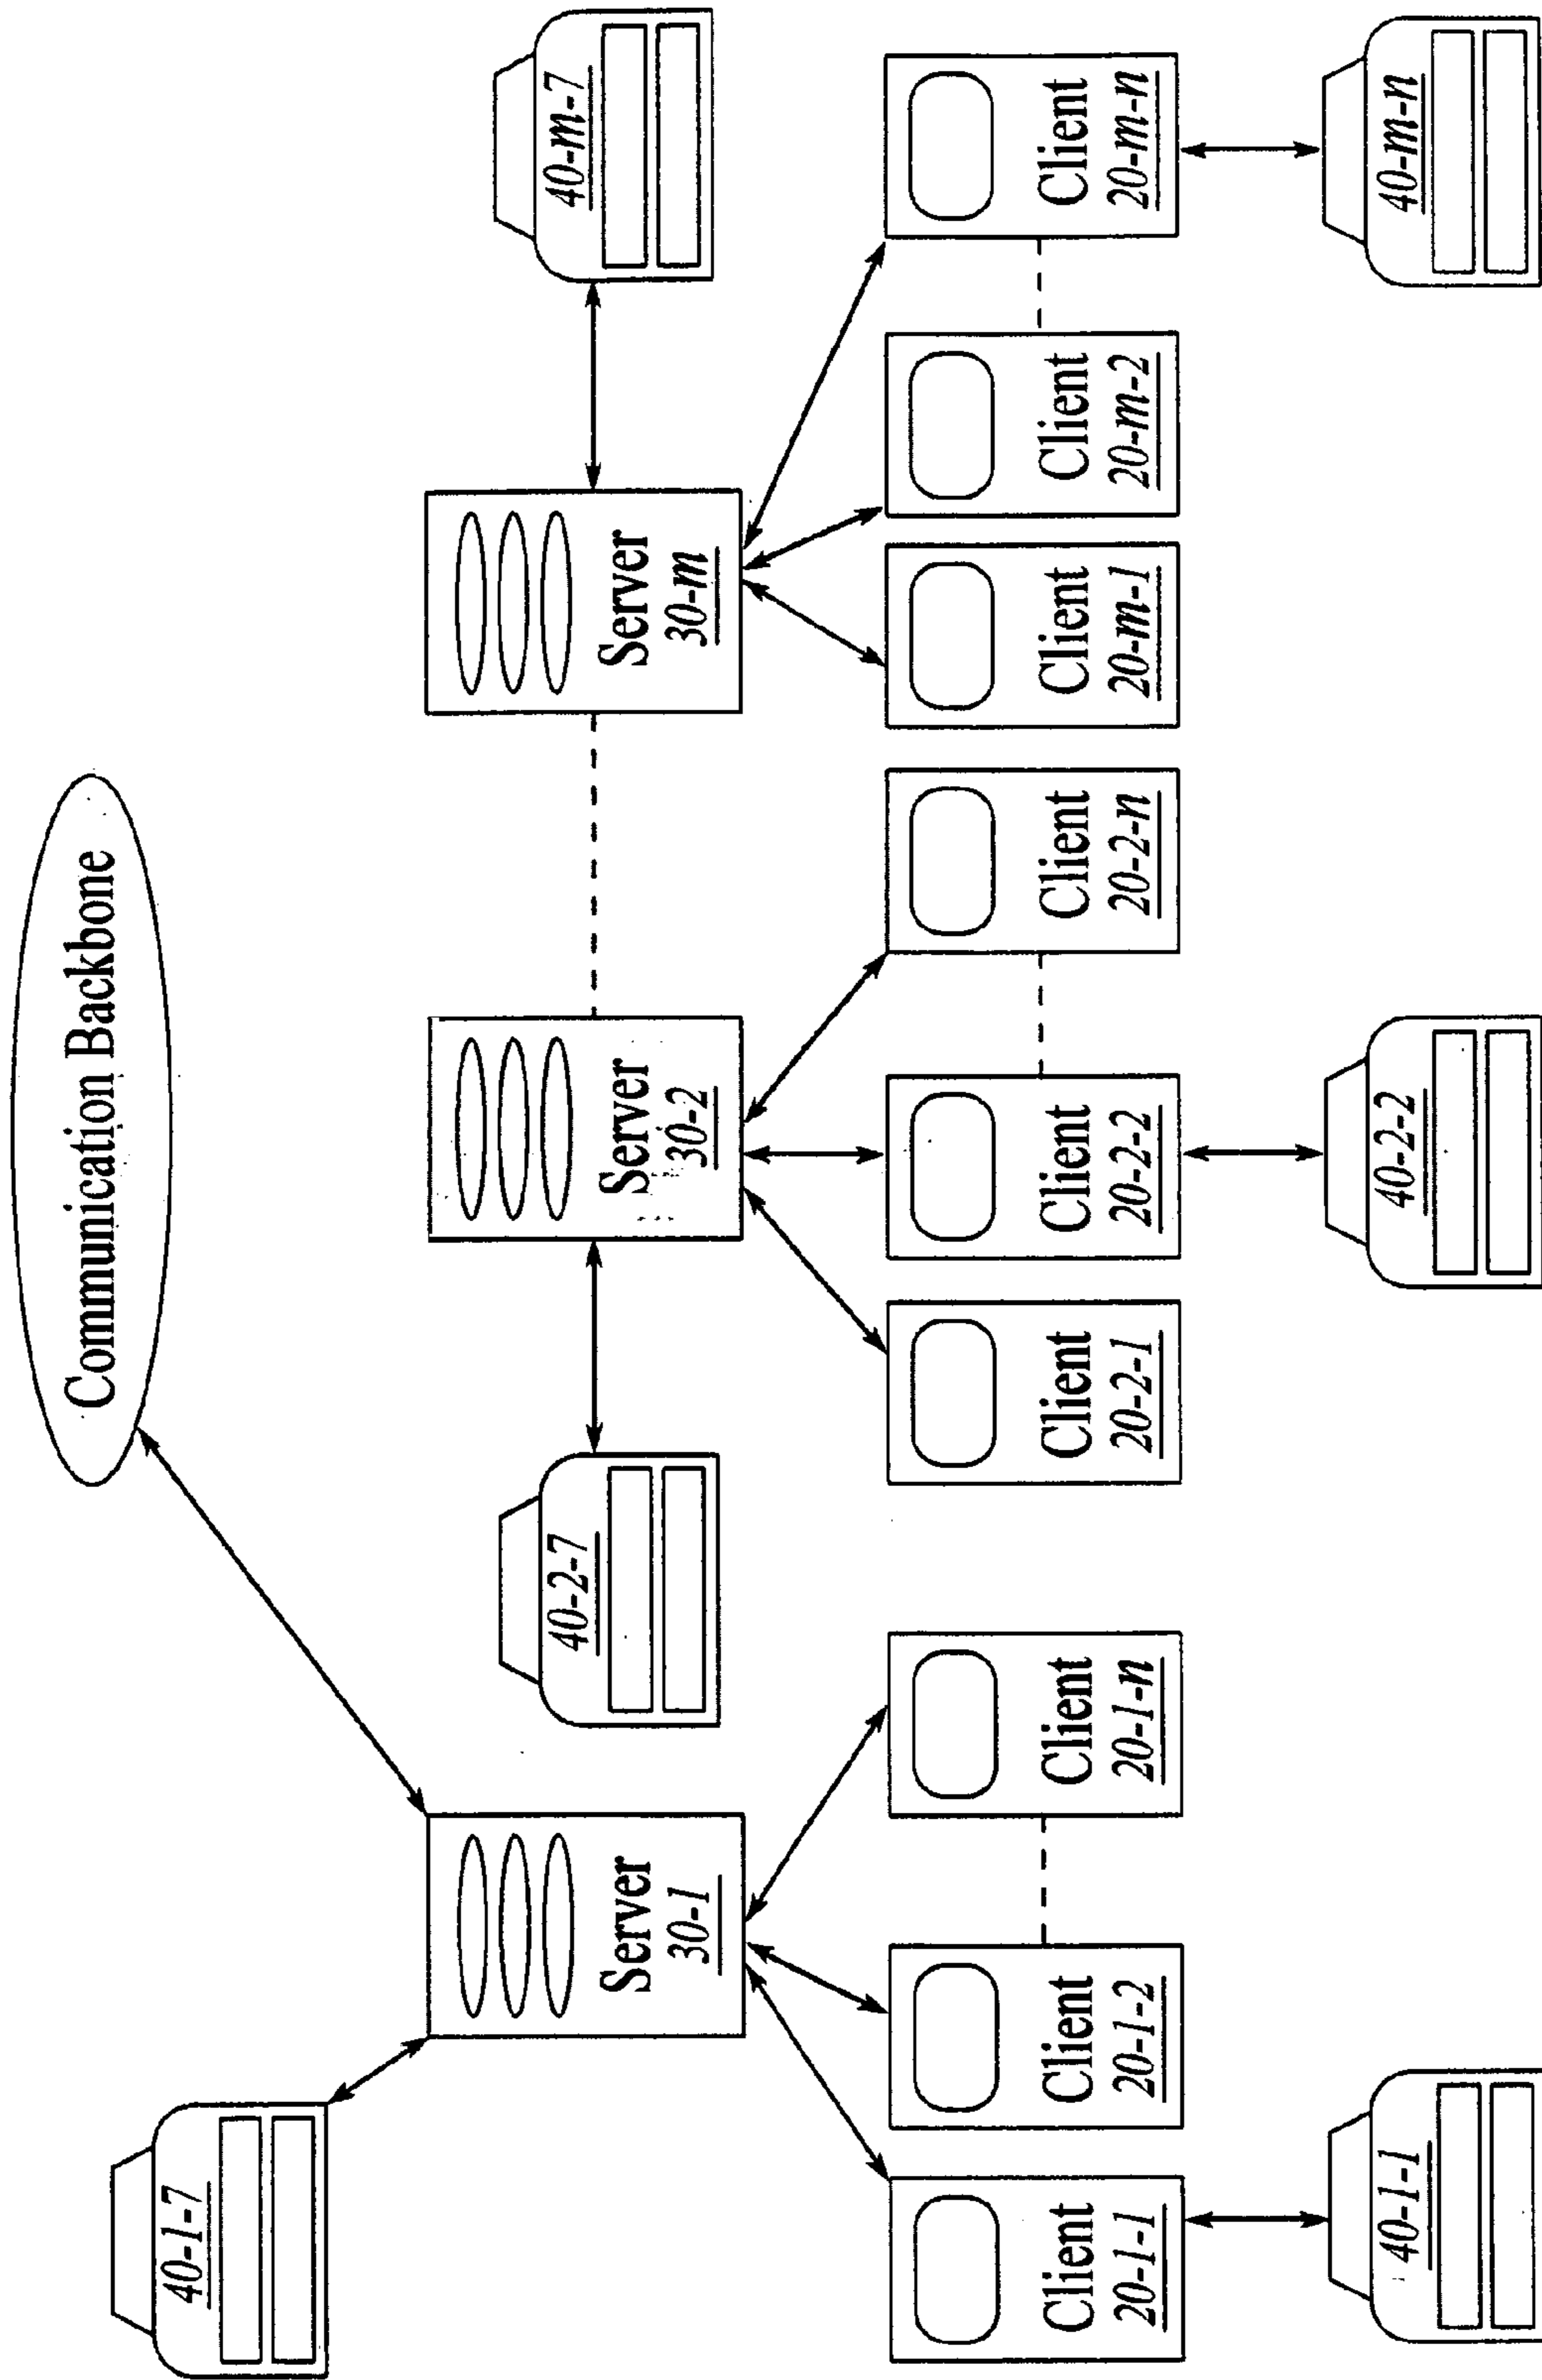 Communication Backbone
40-1-7
Server
30-1
40-2-7
Server
30-2
Server
30-m
40-m-7
Client
20-1-1
Client
20-1-2
Client
20-1-n
Client
20-2-1
Client
20-2-2
Client
20-2-n
Client
20-m-1
Client
20-m-2
Client
20-m-n
40-1-1
40-2-2
40-m-n